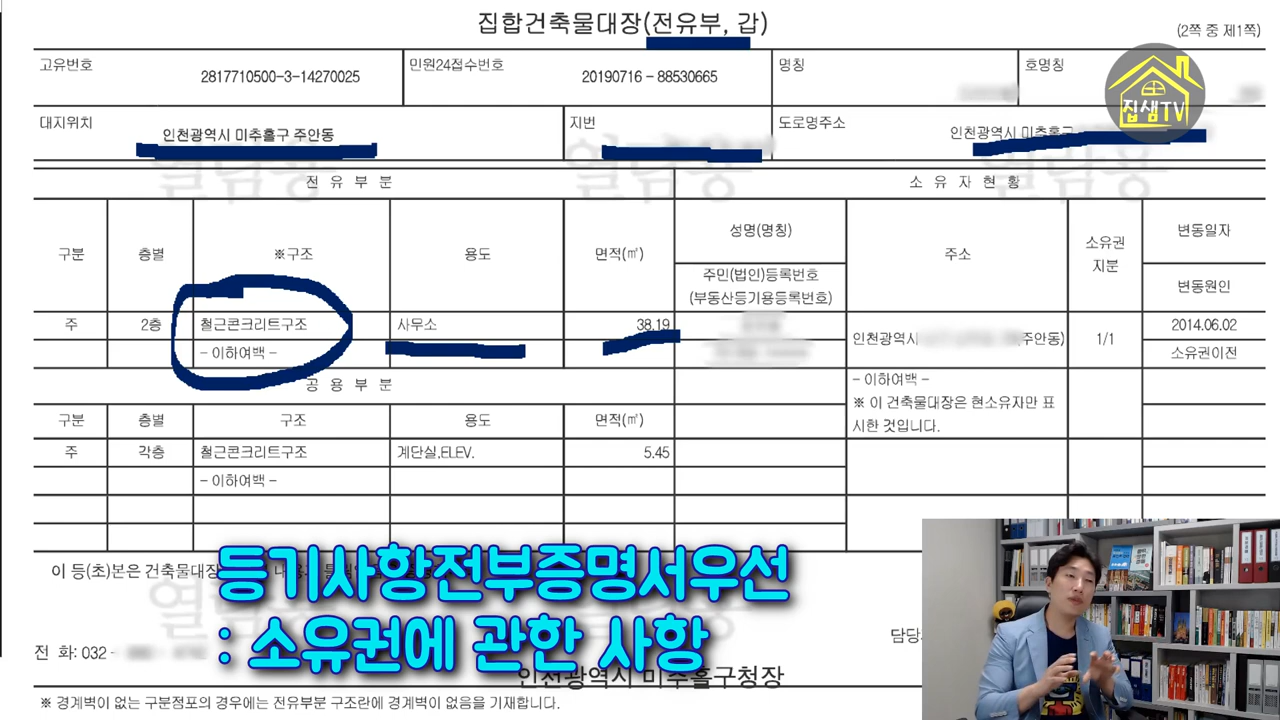 집합건축물대장(전유부, 갑)
(2쪽 중 제1쪽)
고유번호
2817710500-3-14270025
민원24접수번호
20190716 - 88530665
명칭
호명칭
집샘TV
대지위치
인천광역시 미추홀구 주안동
지번
도로명주소
인천광역시 미추홀구
열람용 열람용 열람용
전 유 부 분
소 유 자 현 황
구분 층별 ※구조 용도 면적(㎡)
성명(명칭)
주민(법인)등록번호
(부동산등기용등록번호)
주소
소유권
지분
변동일자
변동원인
주 2층 철근콘크리트구조 사무소 38.19
- 이하여백 -
인천광역시 주안동)
1/1
2014.06.02
소유권이전
공 용 부 분
- 이하여백 -
※ 이 건축물대장은 현소유자만 표
시한 것입니다.
구분 층별 구조 용도 면적(㎡)
주 각층 철근콘크리트구조 계단실,ELEV. 5.45
- 이하여백 -
이 등(초)본은 건축물대장
등기사항전부증명서우선
: 소유권에 관한 사항
담당
전 화: 032 -
인천광역시 미추홀구청장
※ 경계벽이 없는 구분점포의 경우에는 전유부분 구조란에 경계벽이 없음을 기재합니다.